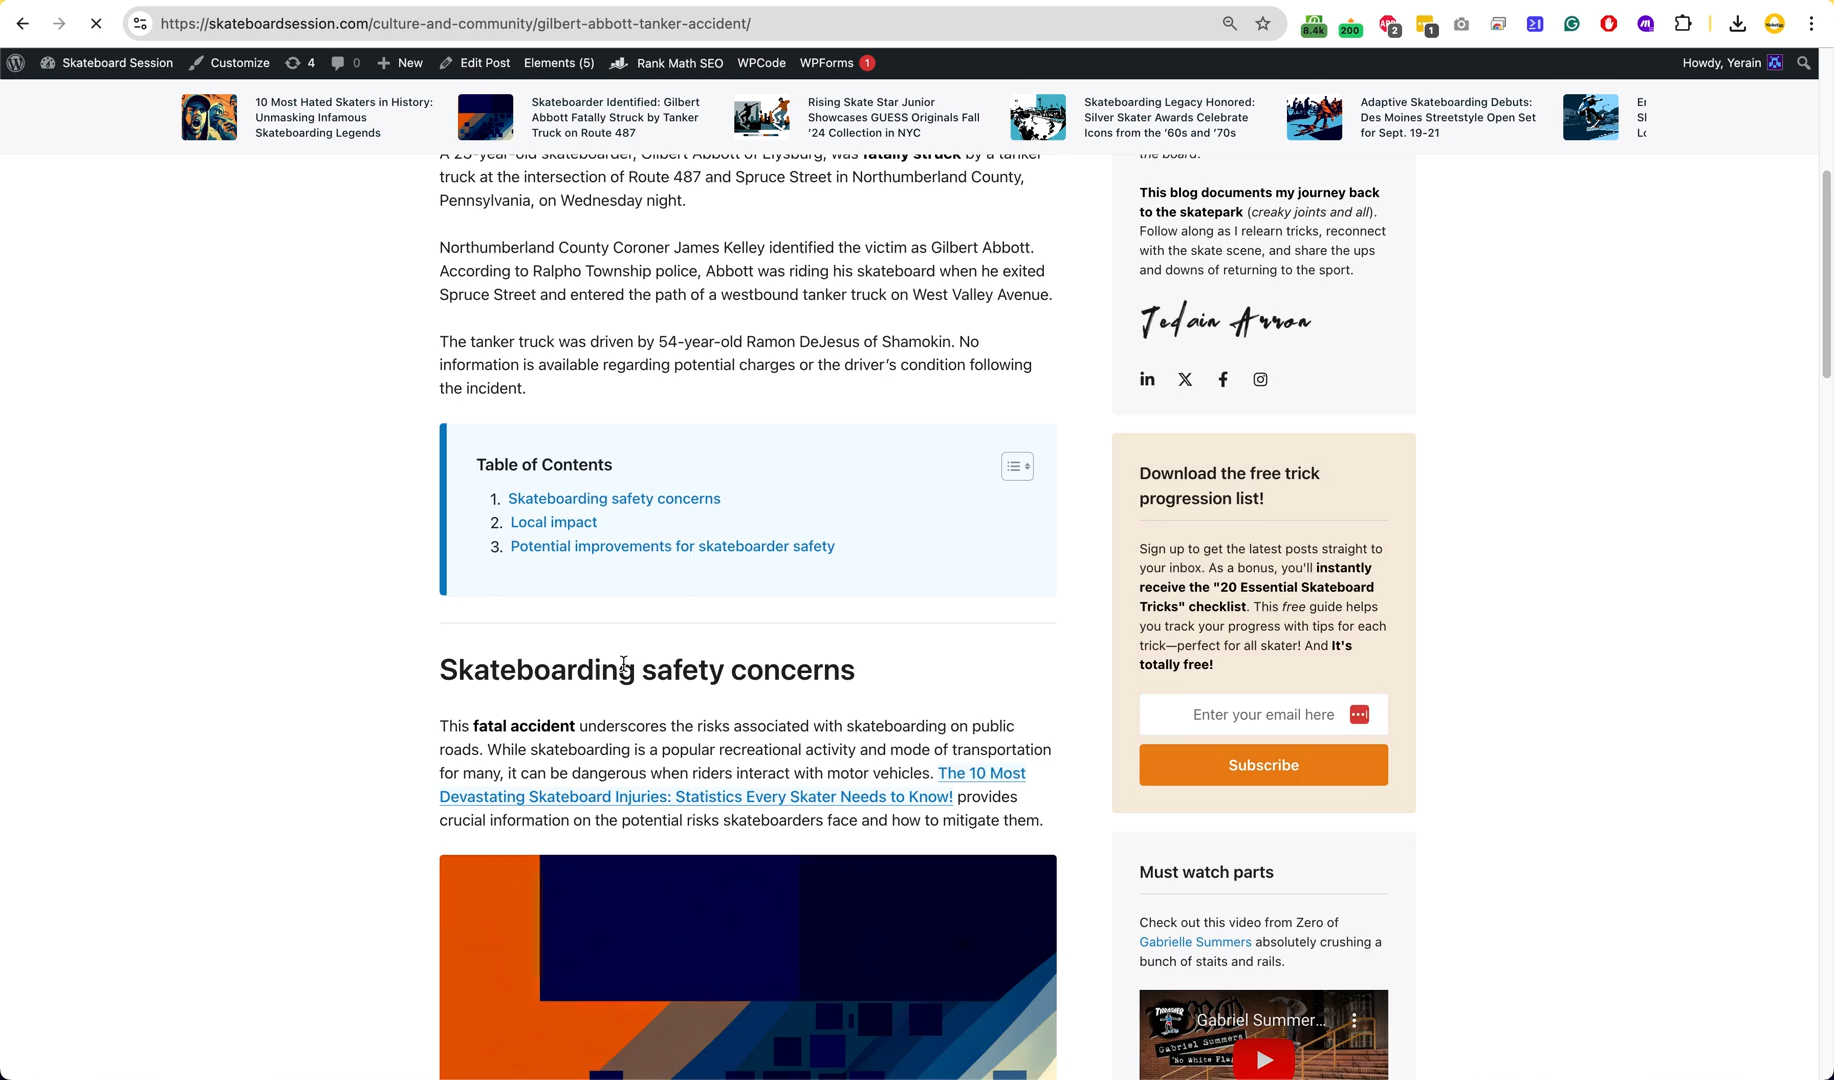 https://skateboardsession.com/culture-and-community/gilbert-abbott-tanker-accident/
8.4k
200
2
1
Skateboard Session
Customize
4
0
New
Edit Post
Elements (5)
Rank Math SEO
WPCode
WPForms 1
Howdy, Yerain
10 Most Hated Skaters in History:
Unmasking Infamous
Skateboarding Legends
Skateboarder Identified: Gilbert
Abbott Fatally Struck by Tanker
Truck on Route 487
Rising Skate Star Junior
Showcases GUESS Originals Fall
'24 Collection in NYC
Skateboarding Legacy Honored:
Silver Skater Awards Celebrate
Icons from the '60s and '70s
Adaptive Skateboarding Debuts:
Des Moines Streetstyle Open Set
for Sept. 19-21
A 23-year-old skateboarder, Gilbert Abbott of Elysburg, was fatally struck by a tanker
truck at the intersection of Route 487 and Spruce Street in Northumberland County,
Pennsylvania, on Wednesday night.
Northumberland County Coroner James Kelley identified the victim as Gilbert Abbott.
According to Ralpho Township police, Abbott was riding his skateboard when he exited
Spruce Street and entered the path of a westbound tanker truck on West Valley Avenue.
The tanker truck was driven by 54-year-old Ramon DeJesus of Shamokin. No
information is available regarding potential charges or the driver's condition following
the incident.
Table of Contents
1. Skateboarding safety concerns
2. Local impact
3. Potential improvements for skateboarder safety
Skateboarding safety concerns
This fatal accident underscores the risks associated with skateboarding on public
roads. While skateboarding is a popular recreational activity and mode of transportation
for many, it can be dangerous when riders interact with motor vehicles. The 10 Most
Devastating Skateboard Injuries: Statistics Every Skater Needs to Know! provides
crucial information on the potential risks skateboarders face and how to mitigate them.
the board.
This blog documents my journey back
to the skatepark (creaky joints and all).
Follow along as I relearn tricks, reconnect
with the skate scene, and share the ups
and downs of returning to the sport.
Jedain Arron
Download the free trick
progression list!
Sign up to get the latest posts straight to
your inbox. As a bonus, you'll instantly
receive the "20 Essential Skateboard
Tricks" checklist. This free guide helps
you track your progress with tips for each
trick—perfect for all skater! And It's
totally free!
Enter your email here
Subscribe
Must watch parts
Check out this video from Zero of
Gabrielle Summers absolutely crushing a
bunch of staits and rails.
THRASHER
Gabriel Summer...
Gabriel Summers